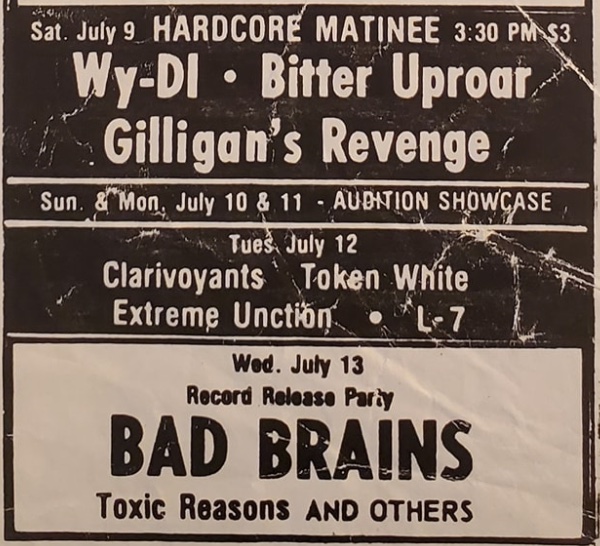 Sat. July 9 HARDCORE MATINEE 3:30 PM $3
Wy-DI • Bitter Uproar
Gilligan's Revenge
Sun. & Mon. July 10 & 11 - AUDITION SHOWCASE
Tues July 12
Clarivoyants Token White
Extreme Unction • L-7
Wed. July 13
Record Release Party
BAD BRAINS
Toxic Reasons AND OTHERS